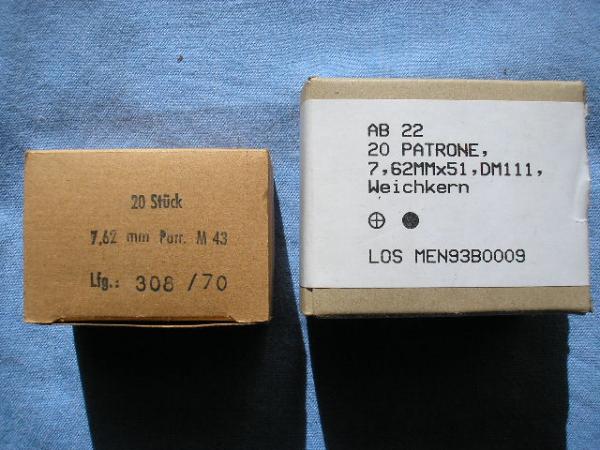 20 Stück
7,62 mm Patr. M 43
Lfg.: 308 /70
AB 22
20 PATRONE,
7,62MMx51,DM111,
Weichkern
LOS MEN93B0009